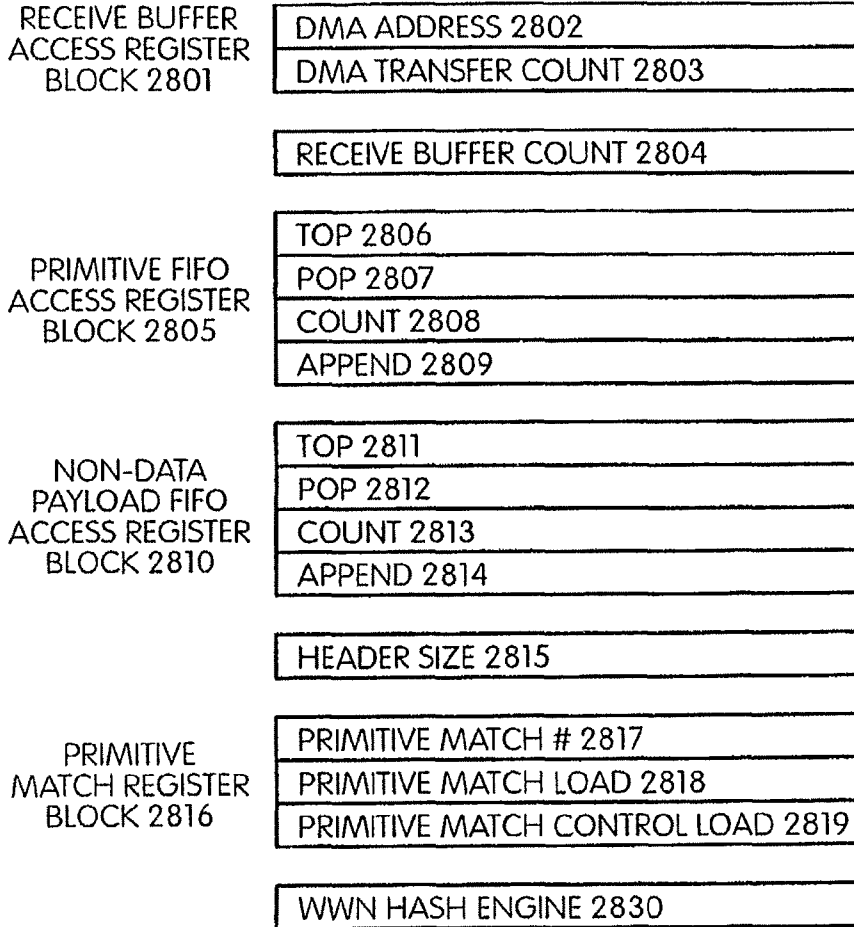 RECEIVE BUFFER
ACCESS REGISTER
BLOCK 2801
DMA ADDRESS 2802
DMA TRANSFER COUNT 2803
RECEIVE BUFFER COUNT 2804
PRIMITIVE FIFO
ACCESS REGISTER
BLOCK 2805
TOP 2806
POP 2807
COUNT 2808
APPEND 2809
NON-DATA
PAYLOAD FIFO
ACCESS REGISTER
BLOCK 2810
TOP 2811
POP 2812
COUNT 2813
APPEND 2814
HEADER SIZE 2815
PRIMITIVE
MATCH REGISTER
BLOCK 2816
PRIMITIVE MATCH # 2817
PRIMITIVE MATCH LOAD 2818
PRIMITIVE MATCH CONTROL LOAD 2819
WWN HASH ENGINE 2830